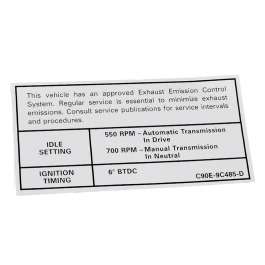 This vehicle has an approved Exhaust Emission Control
System. Regular service is essential to minimize exhaust
emissions. Consult service publications for service intervals
and procedures.
IDLE
SETTING
550 RPM – Automatic Transmission
In Drive
700 RPM – Manual Transmission
In Neutral
IGNITION
TIMING
6° BTDC
C90E-9C485-D